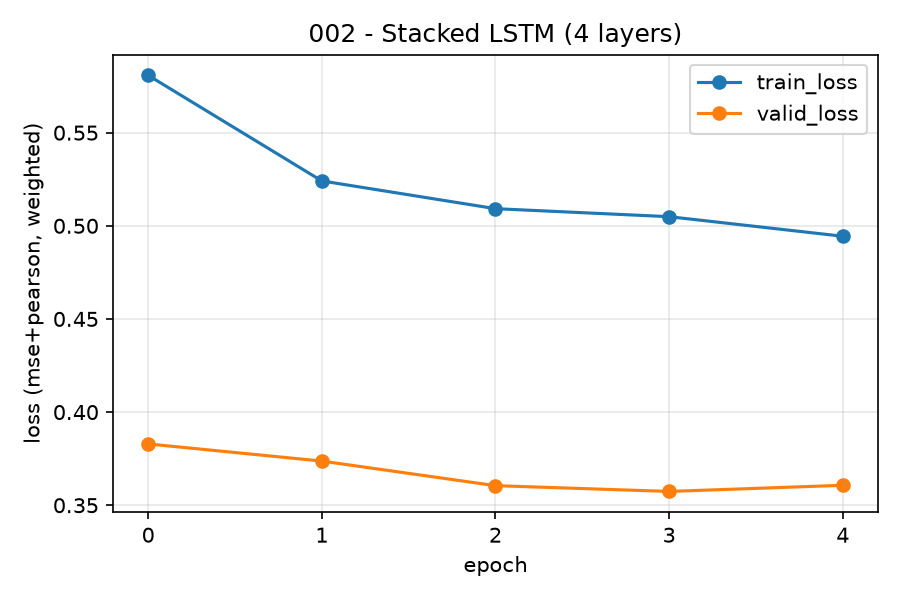 002 - Stacked LSTM (4 layers)
train_loss
valid_loss
loss (mse+pearson, weighted)
0.55
0.50
0.45
0.40
0.35
0 1 2 3 4
epoch